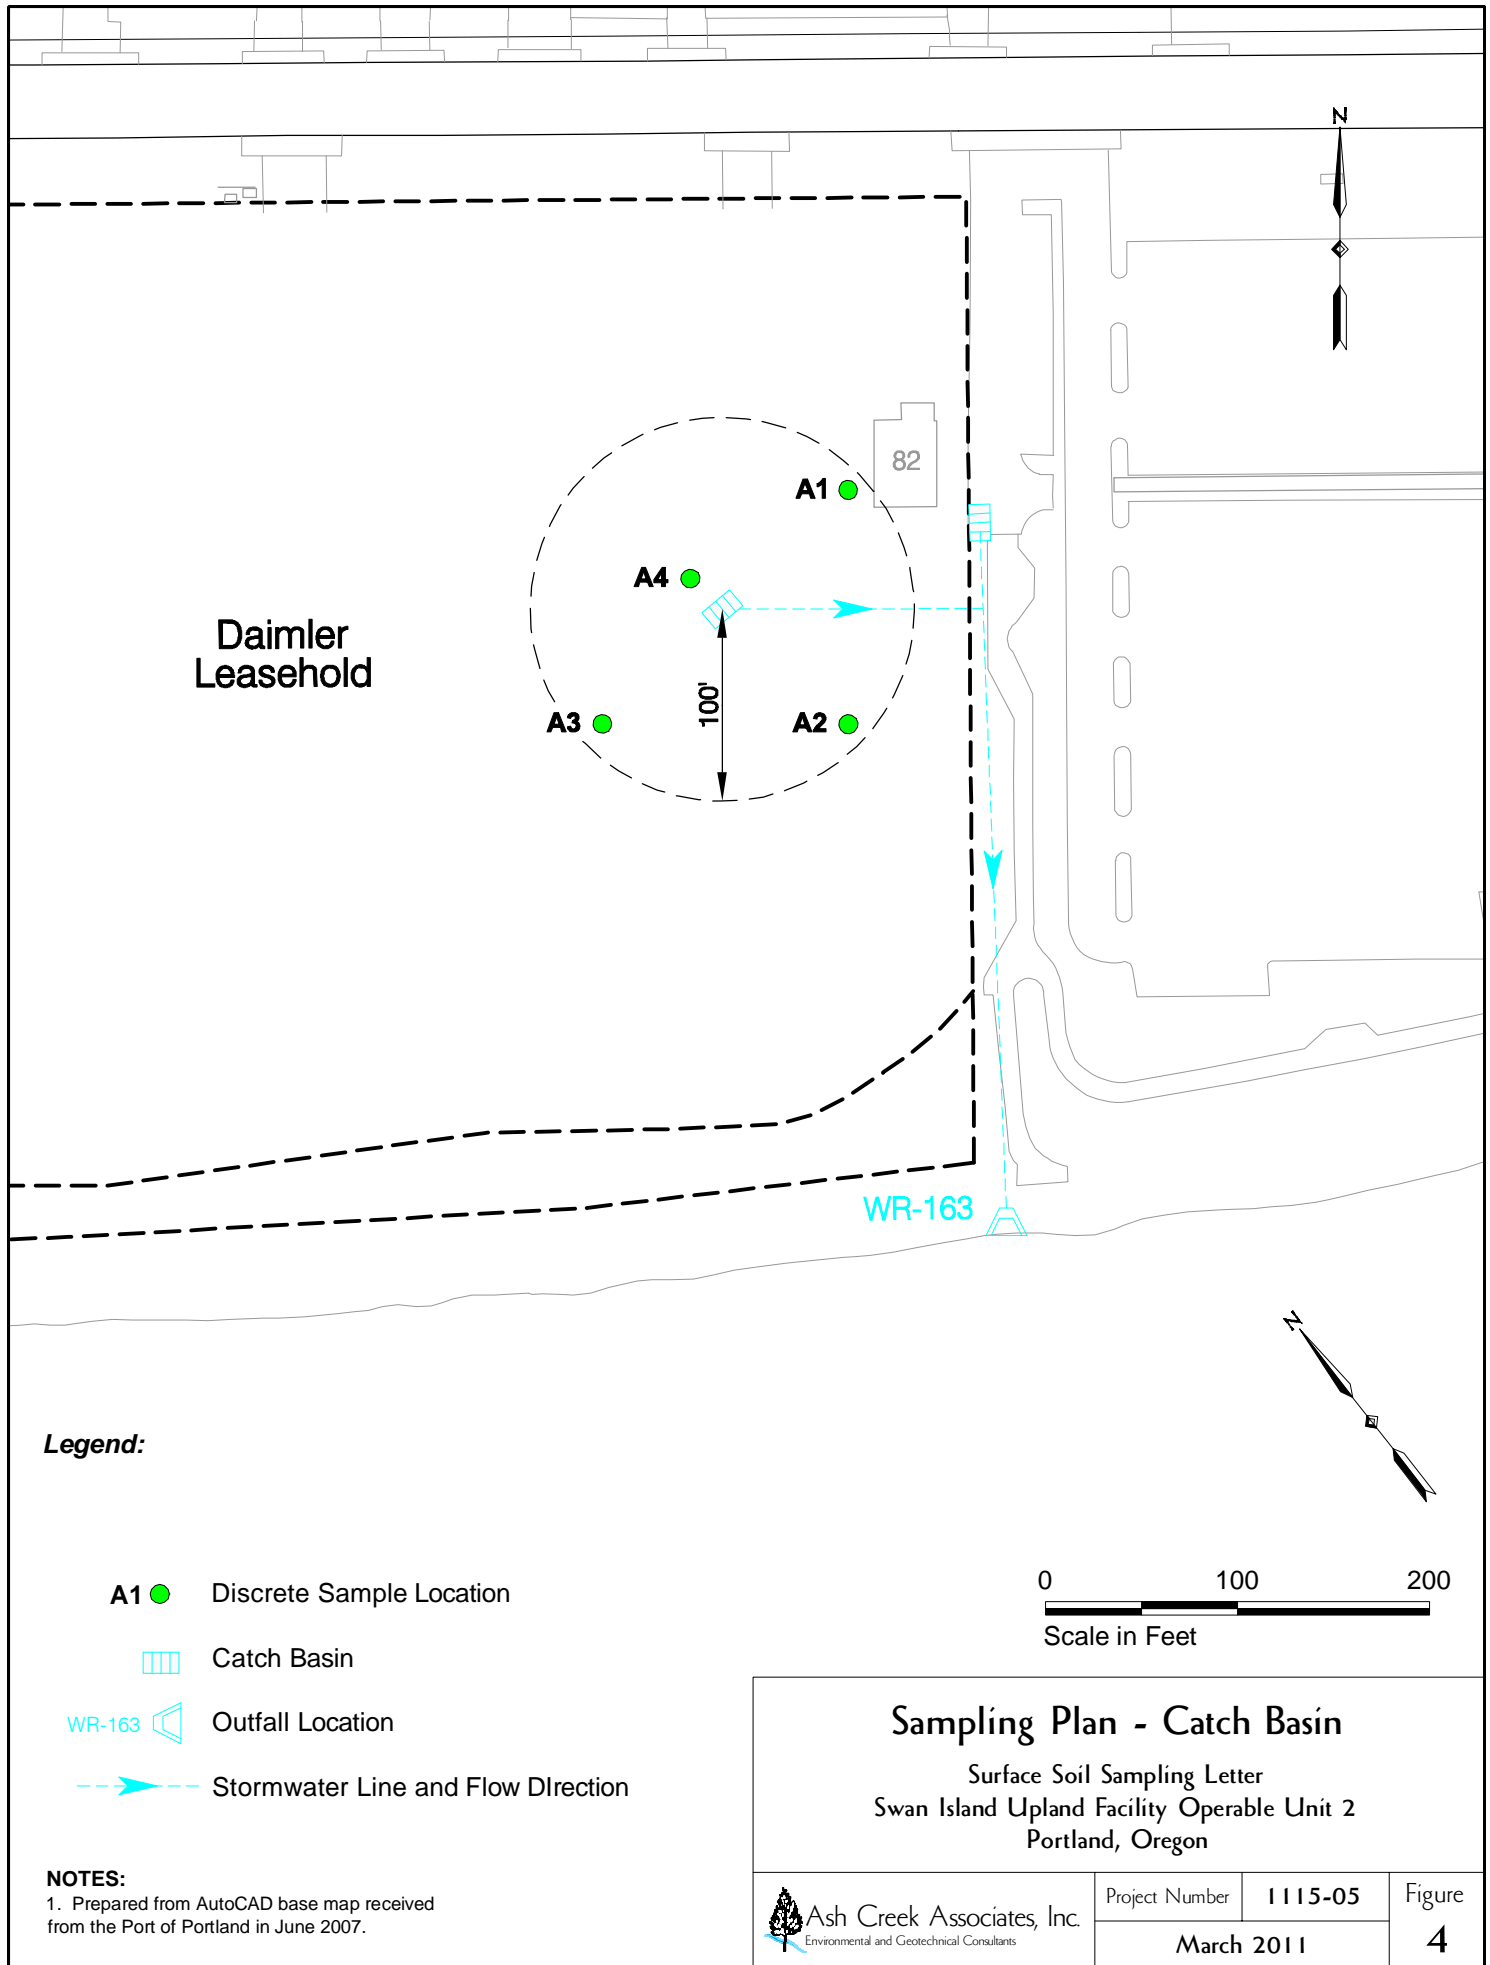 N
82
A1
A4
Daimler
Leasehold
100'
A3
A2
WR-163
N
Legend:
A1 Discrete Sample Location
Catch Basin
WR-163 Outfall Location
Stormwater Line and Flow DIrection
0 100 200
Scale in Feet
NOTES:
1. Prepared from AutoCAD base map received
from the Port of Portland in June 2007.
Sampling Plan - Catch Basin
Surface Soil Sampling Letter
Swan Island Upland Facility Operable Unit 2
Portland, Oregon
Ash Creek Associates, Inc.
Environmental and Geotechnical Consultants
Project Number 1115-05
March 2011
Figure
4